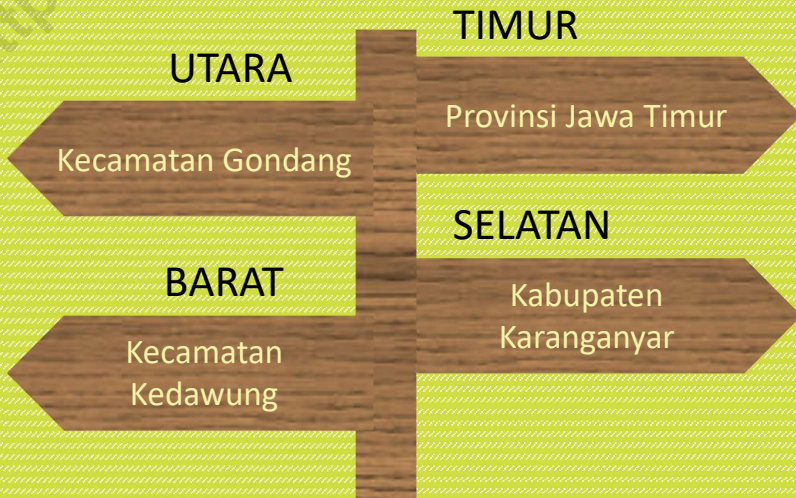 UTARA
Kecamatan Gondang
TIMUR
Provinsi Jawa Timur
BARAT
Kecamatan
Kedawung
SELATAN
Kabupaten
Karanganyar